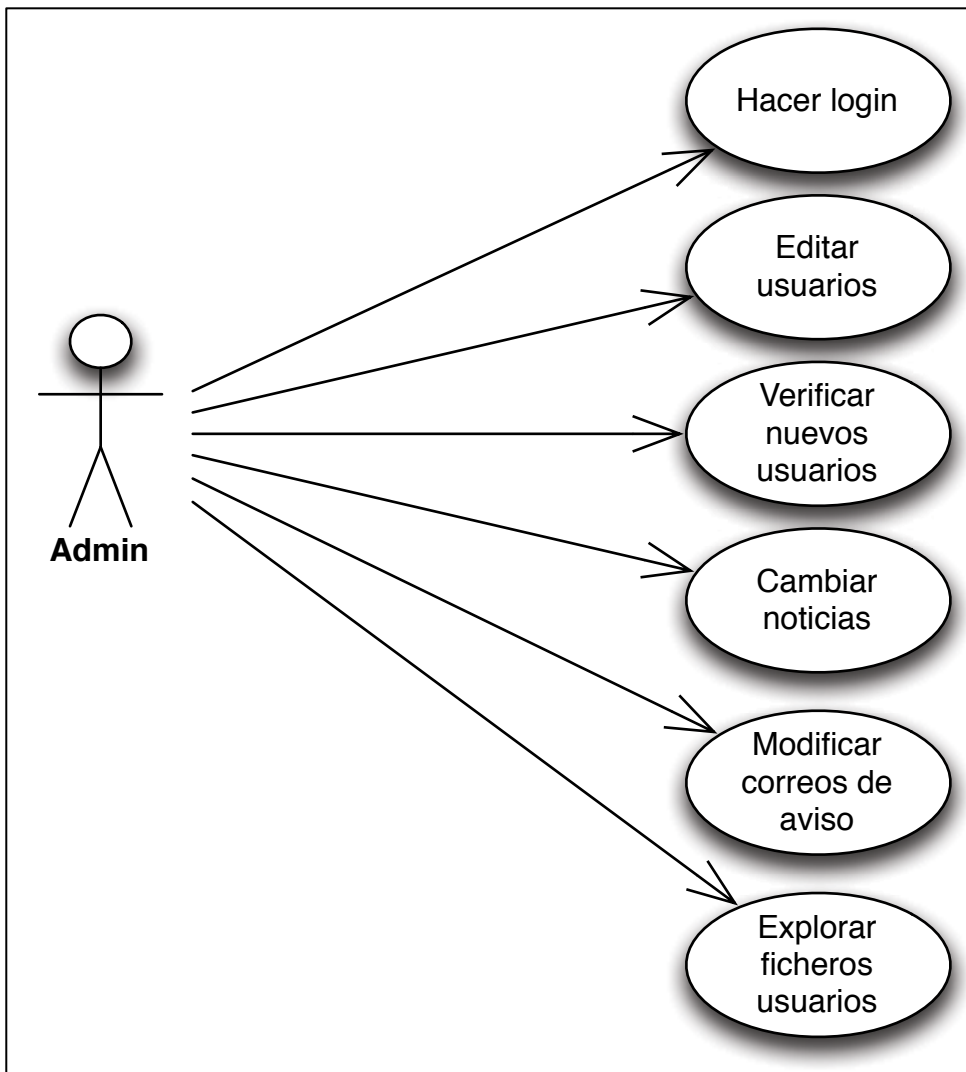 Hacer login
Editar
usuarios
Verificar
nuevos
usuarios
Admin
Cambiar
noticias
Modificar
correos de
aviso
Explorar
ficheros
usuarios